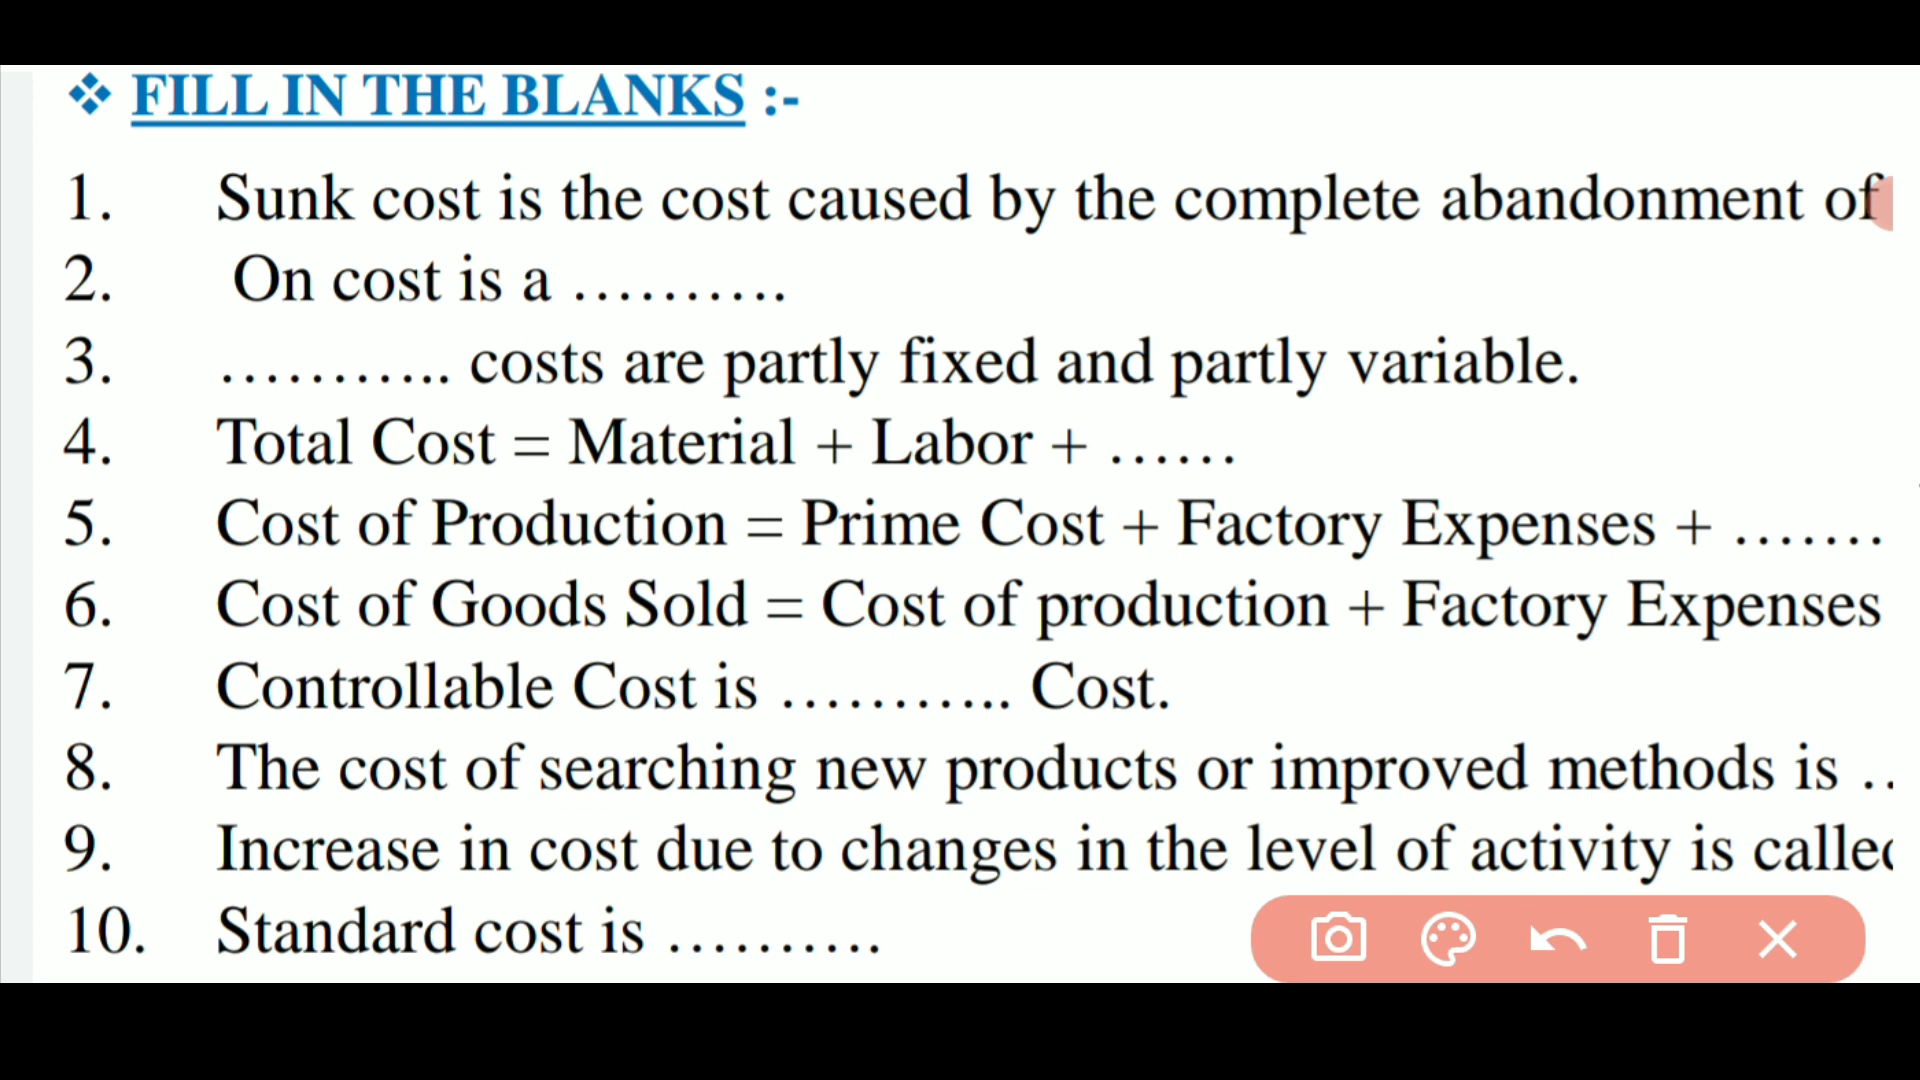 ❖ FILL IN THE BLANKS :-
1. Sunk cost is the cost caused by the complete abandonment of
2. On cost is a ……….
3. ……….. costs are partly fixed and partly variable.
4. Total Cost = Material + Labor + ……
5. Cost of Production = Prime Cost + Factory Expenses + …….
6. Cost of Goods Sold = Cost of production + Factory Expenses
7. Controllable Cost is ……….. Cost.
8. The cost of searching new products or improved methods is ..
9. Increase in cost due to changes in the level of activity is
10. Standard cost is ……….